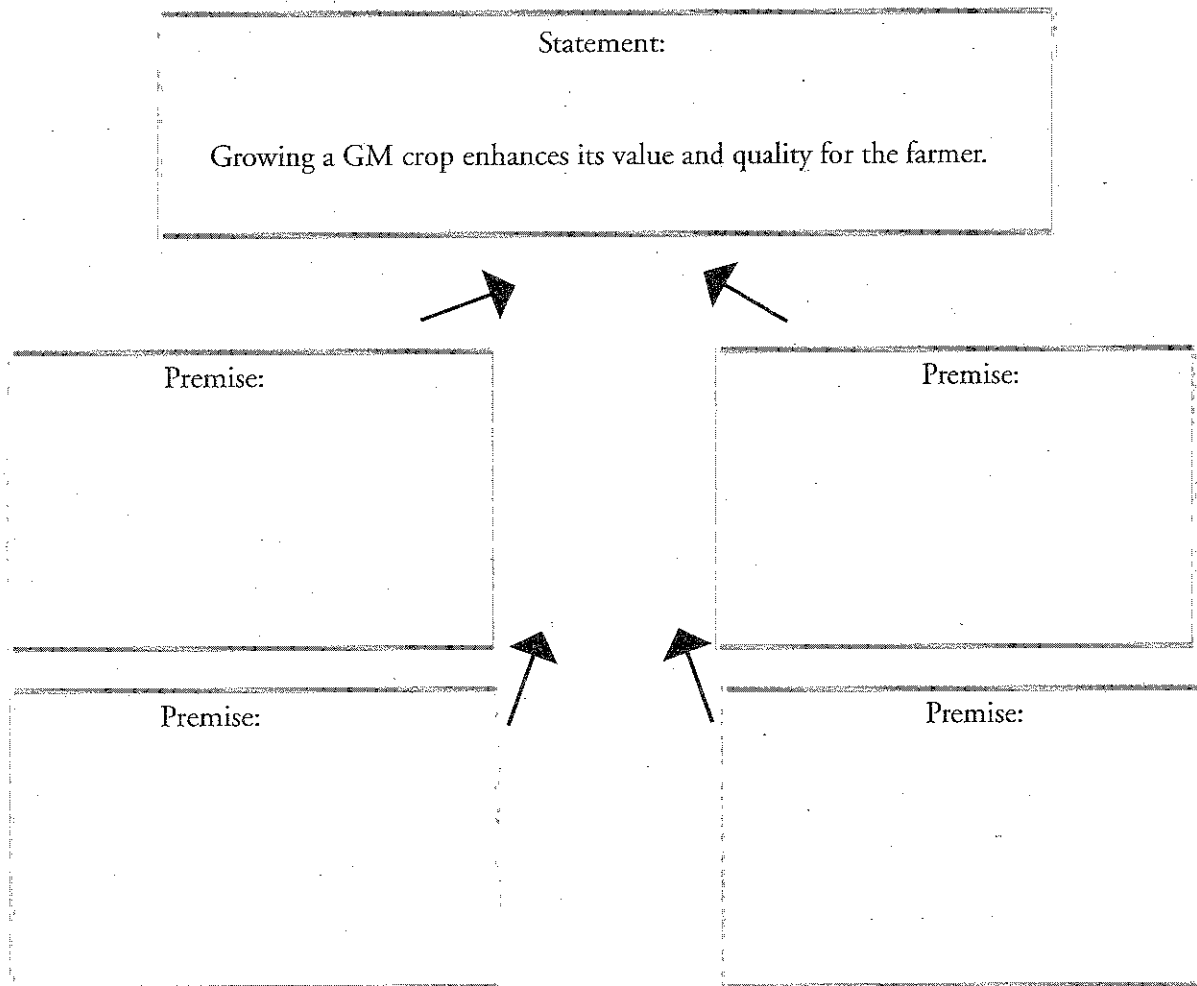 Statement:
Growing a GM crop enhances its value and quality for the farmer.
Premise:
Premise:
Premise:
Premise: